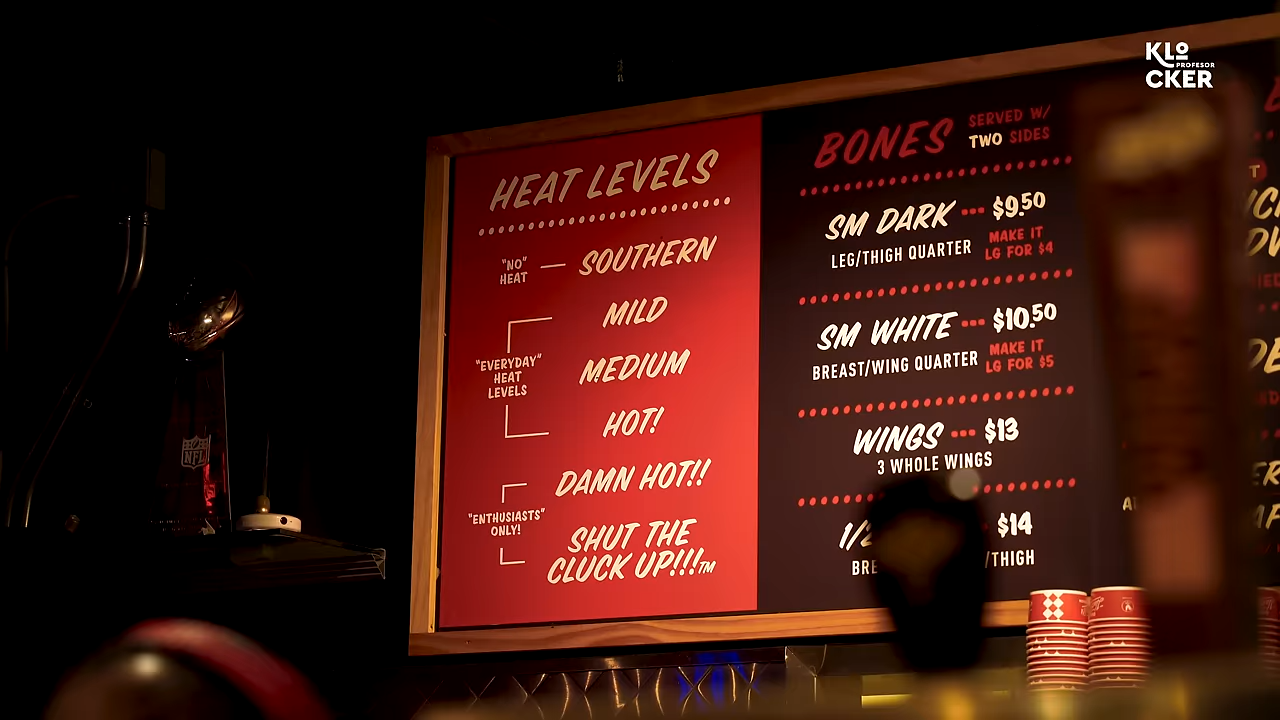 KLo
PROFESOR
CKER
HEAT LEVELS
"NO"
HEAT
SOUTHERN
MILD
"EVERYDAY"
HEAT
LEVELS
MEDIUM
HOT!
DAMN HOT!!
"ENTHUSIASTS"
ONLY!
SHUT THE
CLUCK UP!!!TM
BONES
SERVED W/
TWO SIDES
SM DARK --- $9.50
LEG/THIGH QUARTER
MAKE IT
LG FOR $4
SM WHITE --- $10.50
BREAST/WING QUARTER
MAKE IT
LG FOR $5
WINGS --- $13
3 WHOLE WINGS
$14
/THIGH
NFL